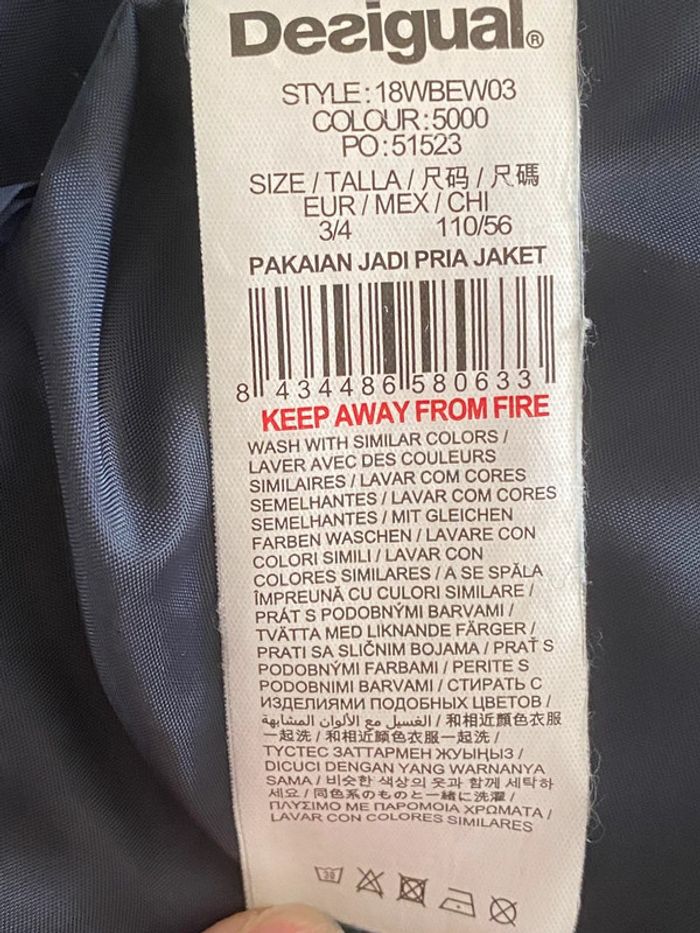 Desigual®
STYLE:18WBEW03
COLOUR:5000
PO:51523
SIZE / TALLA / 尺码 / 尺碼
EUR / MEX / CHI
3/4 110/56
PAKAIAN JADI PRIA JAKET
8 434486 580633
KEEP AWAY FROM FIRE
WASH WITH SIMILAR COLORS /
LAVER AVEC DES COULEURS
SIMILAIRES / LAVAR COM CORES
SEMELHANTES / LAVAR COM CORES
SEMELHANTES / MIT GLEICHEN
FARBEN WASCHEN / LAVARE CON
COLORI SIMILI / LAVAR CON
COLORES SIMILARES / A SE SPĂLA
ÎMPREUNĂ CU CULORI SIMILARE /
PRÁT S PODOBNÝMI BARVAMI /
TVÄTTA MED LIKNANDE FÄRGER /
PRATI SA SLIČNIM BOJAMA / PRAŤ S
PODOBNÝMI FARBAMI / PERITE S
PODOBNIMI BARVAMI / СТИРАТЬ С
ИЗДЕЛИЯМИ ПОДОБНЫХ ЦВЕТОВ /
الغسيل مع الألوان المشابهة / 和相近顏色衣服
一起洗 / 和相近顏色衣服一起洗 /
ТҮСТЕС ЗАТТАРМЕН ЖУЫҢЫЗ /
DICUCI DENGAN YANG WARNANYA
SAMA / 비슷한 색상의 옷과 함께 세탁하
세요 / 同色系のものと一緒に洗濯 /
ΠΛΥΣΙΜΟ ΜΕ ΠΑΡΟΜΟΙΑ ΧΡΩΜΑΤΑ /
LAVAR CON COLORES SIMILARES
30